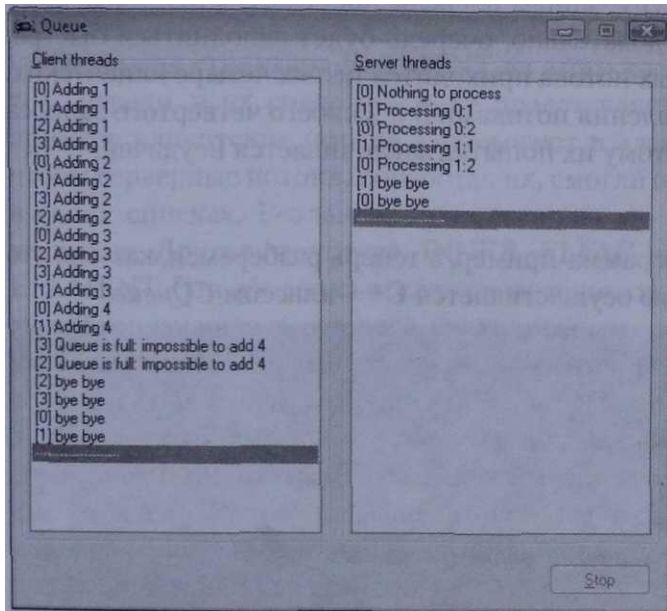 Queue
Client threads
[0] Adding 1
[1] Adding 1
[2] Adding 1
[3] Adding 1
[0] Adding 2
[1] Adding 2
[3] Adding 2
[2] Adding 2
[0] Adding 3
[2] Adding 3
[3] Adding 3
[1] Adding 3
[0] Adding 4
[1] Adding 4
[3] Queue is full: impossible to add 4
[2] Queue is full: impossible to add 4
[2] bye bye
[3] bye bye
[0] bye bye
[1] bye bye
Server threads
[0] Nothing to process
[1] Processing 0:1
[0] Processing 0:2
[1] Processing 1:1
[0] Processing 1:2
[1] bye bye
[0] bye bye
Stop